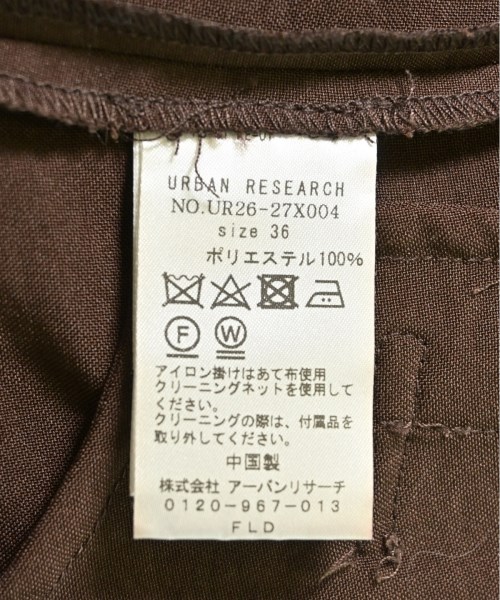 URBAN RESEARCH
NO.UR26-27X004
size 36
ポリエステル100%
F W
アイロン掛けはあて布使用
クリーニングネットを使用して
ください。
クリーニングの際は、付属品を
取り外してください。
中国製
株式会社 アーバンリサーチ
0120-967-013
FLD